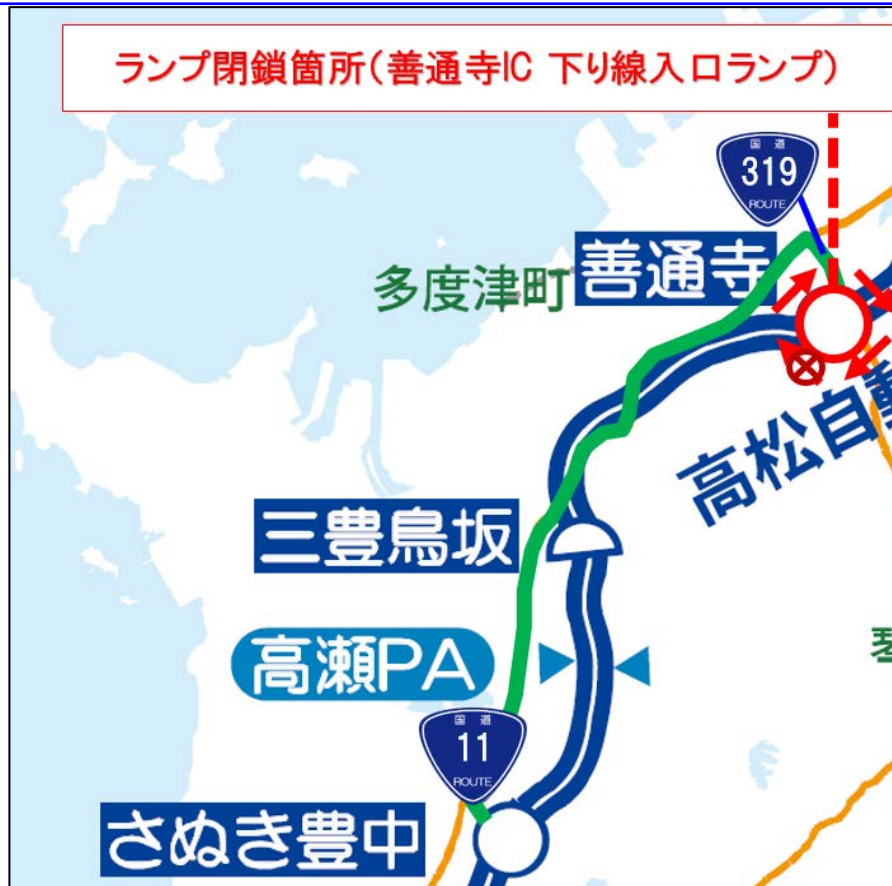 ランプ閉鎖箇所(善通寺IC 下り線入口ランプ)
国道
319
ROUTE
善通寺
多度津町
高松自動
三豊鳥坂
高瀬PA
国道
11
ROUTE
さぬき豊中